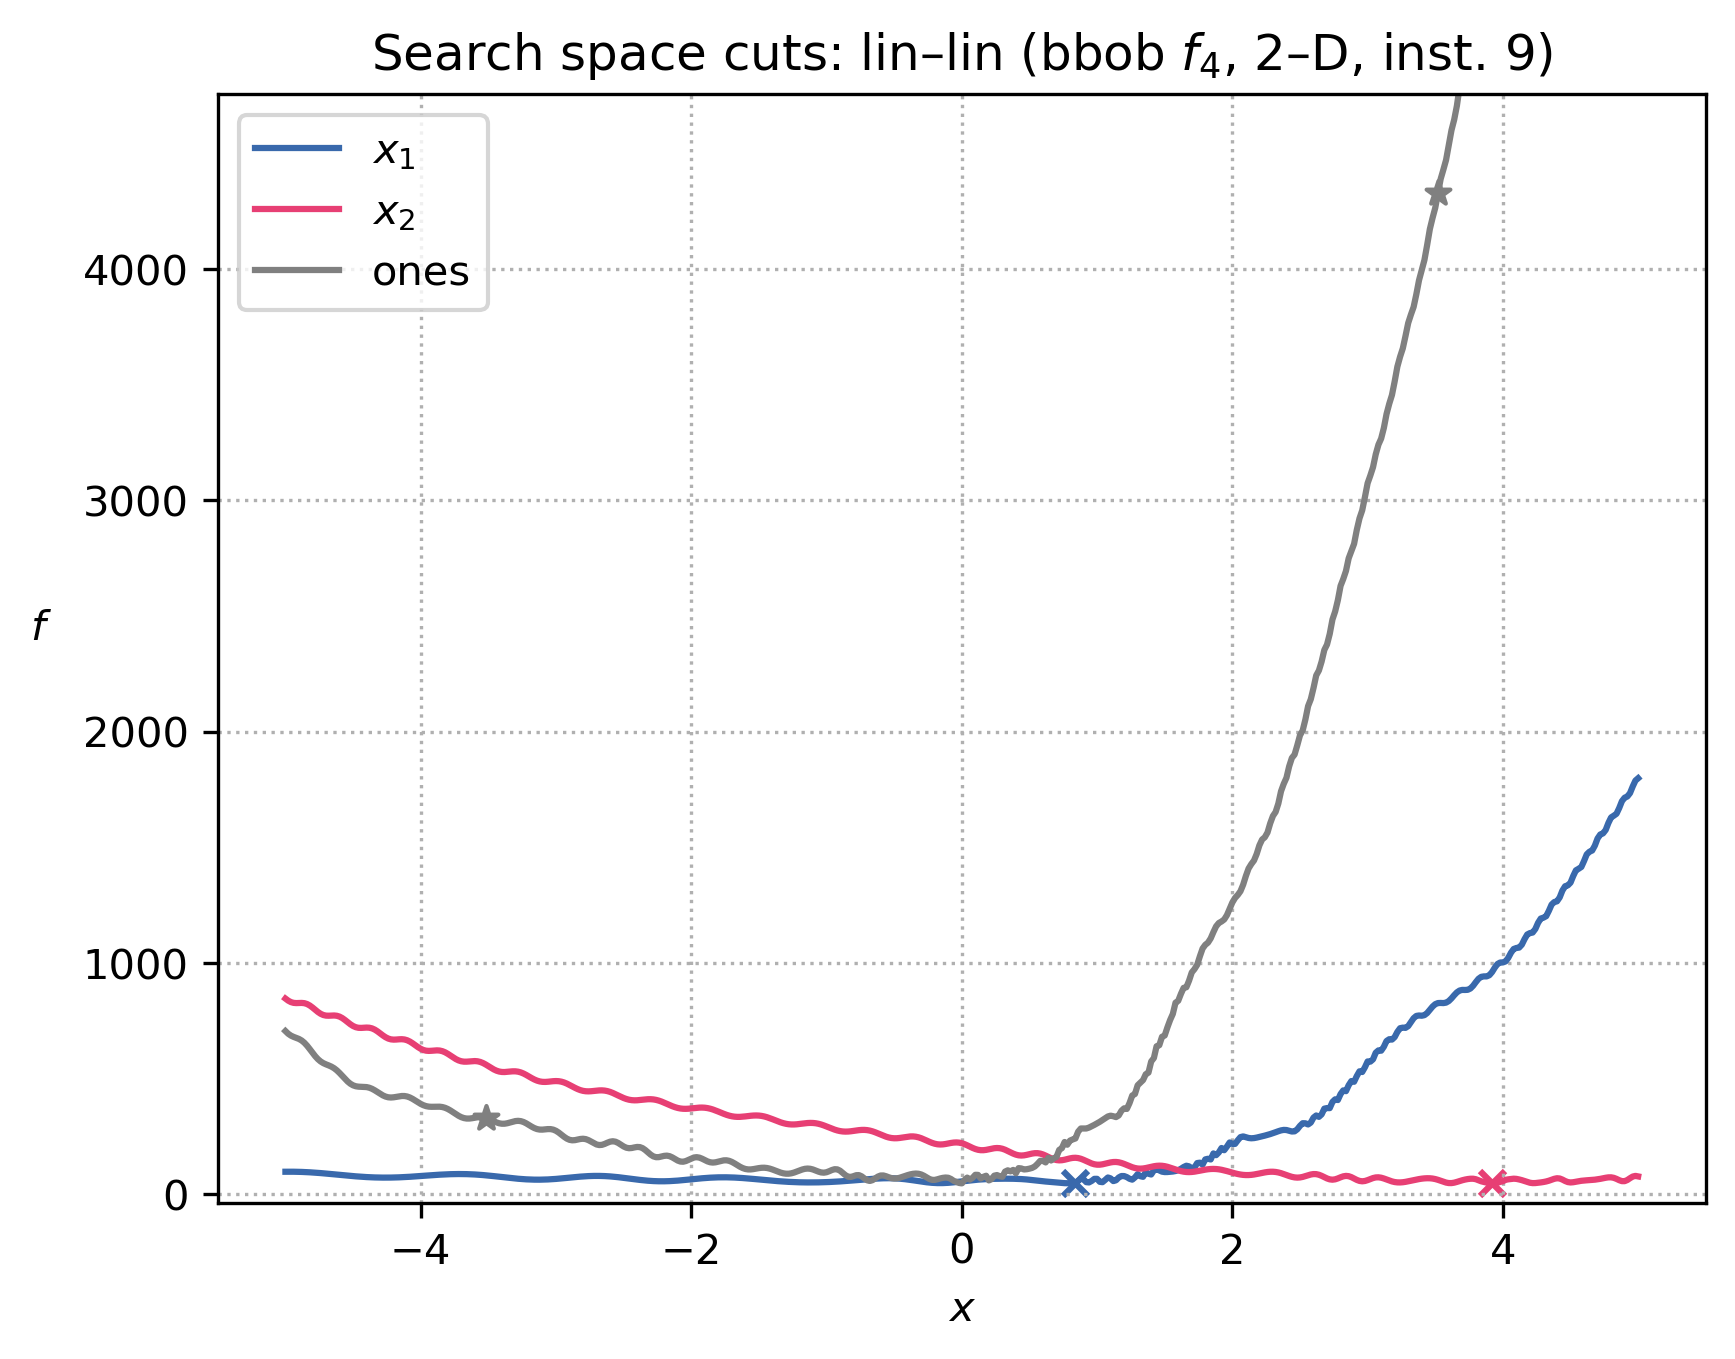 Search space cuts: lin–lin (bbob f₄, 2–D, inst. 9)
x₁
x₂
ones
4000
3000
2000
1000
0
f
−4
−2
0
2
4
x